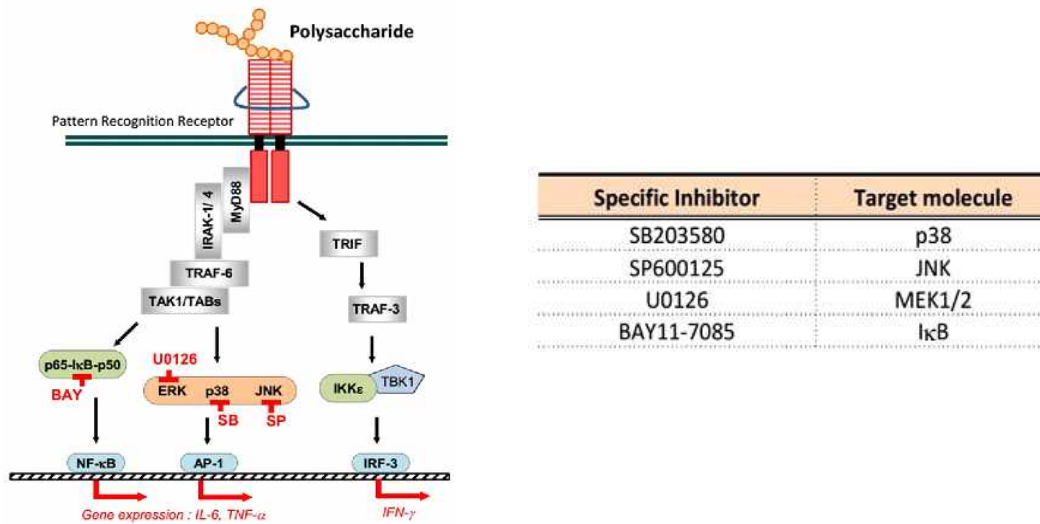 Polysaccharide
Pattern Recognition Receptor
MyD88
IRAK-1/ 4
TRIF
TRAF-6
TAK1/TABs
TRAF-3
U0126
p65-IκB-p50
BAY
ERK p38 JNK
SB SP
IKKε TBK1
NF-κB AP-1 IRF-3
Gene expression : IL-6, TNF-α IFN-γ
Specific Inhibitor Target molecule
SB203580 p38
SP600125 JNK
U0126 MEK1/2
BAY11-7085 IκB